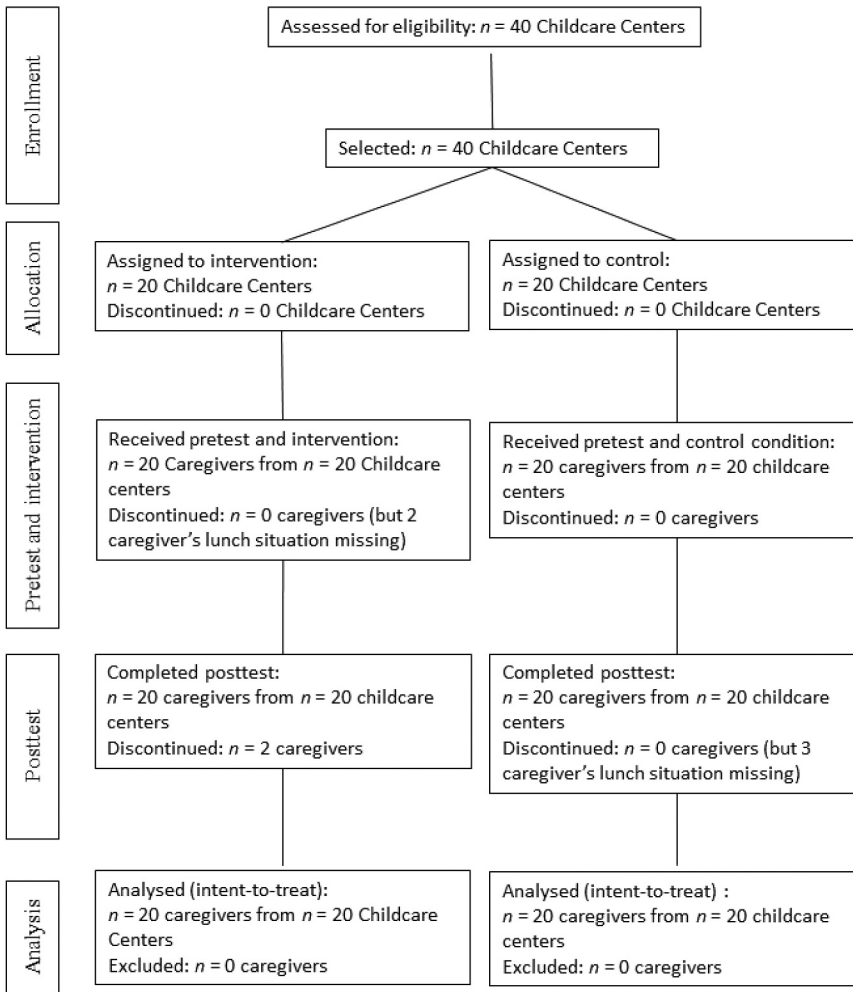 Enrollment
Assessed for eligibility: n = 40 Childcare Centers
Selected: n = 40 Childcare Centers
Allocation
Assigned to intervention:
n = 20 Childcare Centers
Discontinued: n = 0 Childcare Centers
Assigned to control:
n = 20 Childcare Centers
Discontinued: n = 0 Childcare Centers
Pretest and intervention
Received pretest and intervention:
n = 20 Caregivers from n = 20 Childcare
centers
Discontinued: n = 0 caregivers (but 2
caregiver's lunch situation missing)
Received pretest and control condition:
n = 20 caregivers from n = 20 childcare
centers
Discontinued: n = 0 caregivers
Posttest
Completed posttest:
n = 20 caregivers from n = 20 childcare
centers
Discontinued: n = 2 caregivers
Completed posttest:
n = 20 caregivers from n = 20 childcare
centers
Discontinued: n = 0 caregivers (but 3
caregiver's lunch situation missing)
Analysis
Analysed (intent-to-treat):
n = 20 caregivers from n = 20 Childcare
Centers
Excluded: n = 0 caregivers
Analysed (intent-to-treat) :
n = 20 caregivers from n = 20 childcare
centers
Excluded: n = 0 caregivers